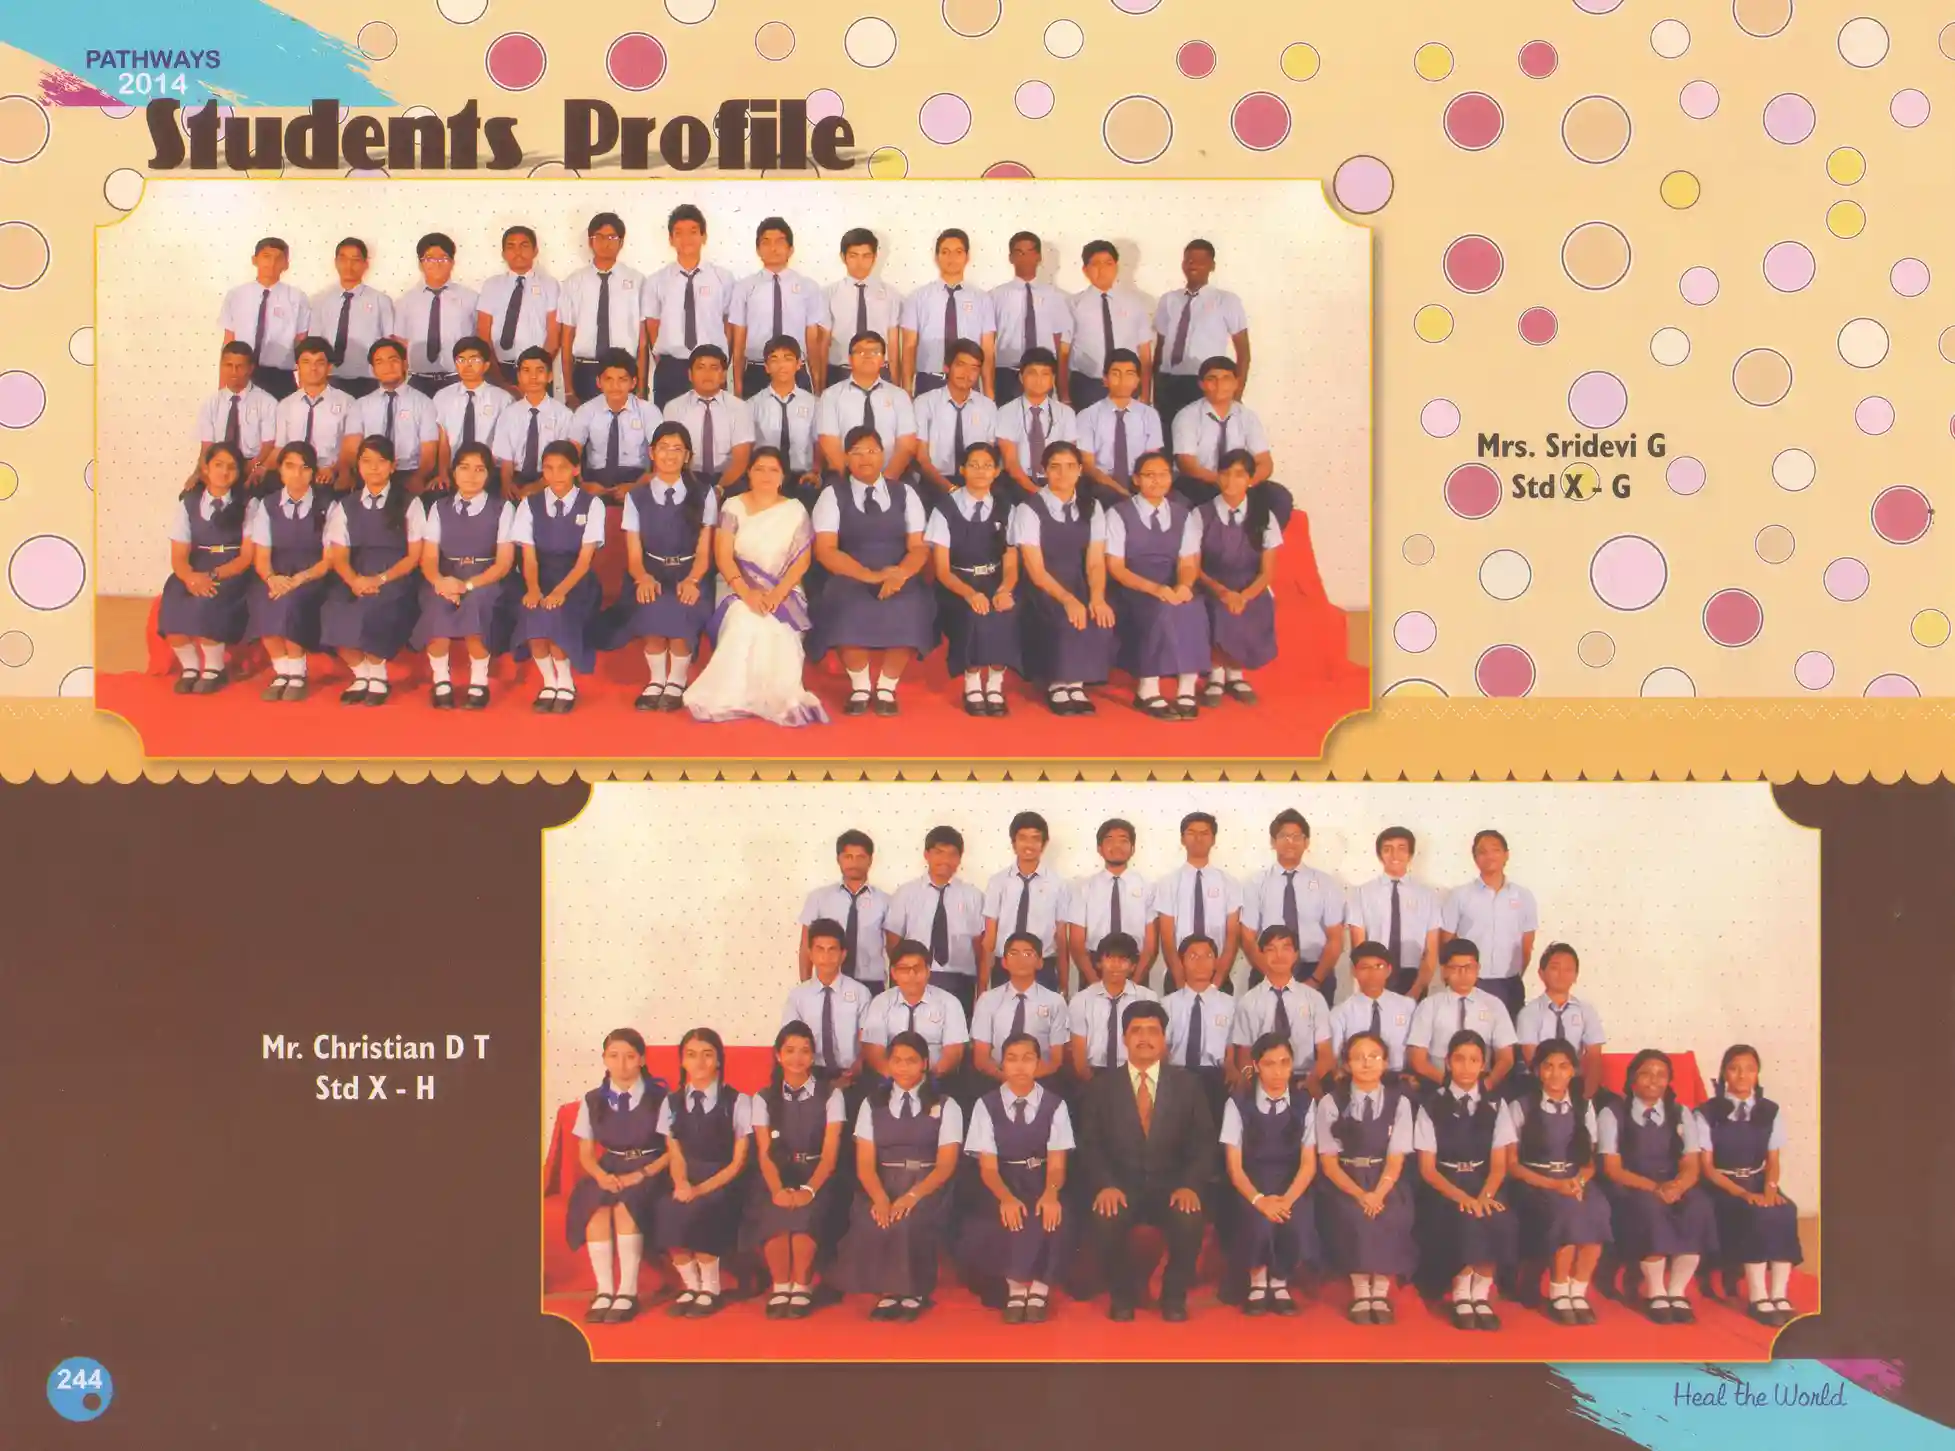 PATHWAYS
2014
Students Profile
Mrs. Sridevi G
Std X - G
Mr. Christian D T
Std X - H
244
Heal the World